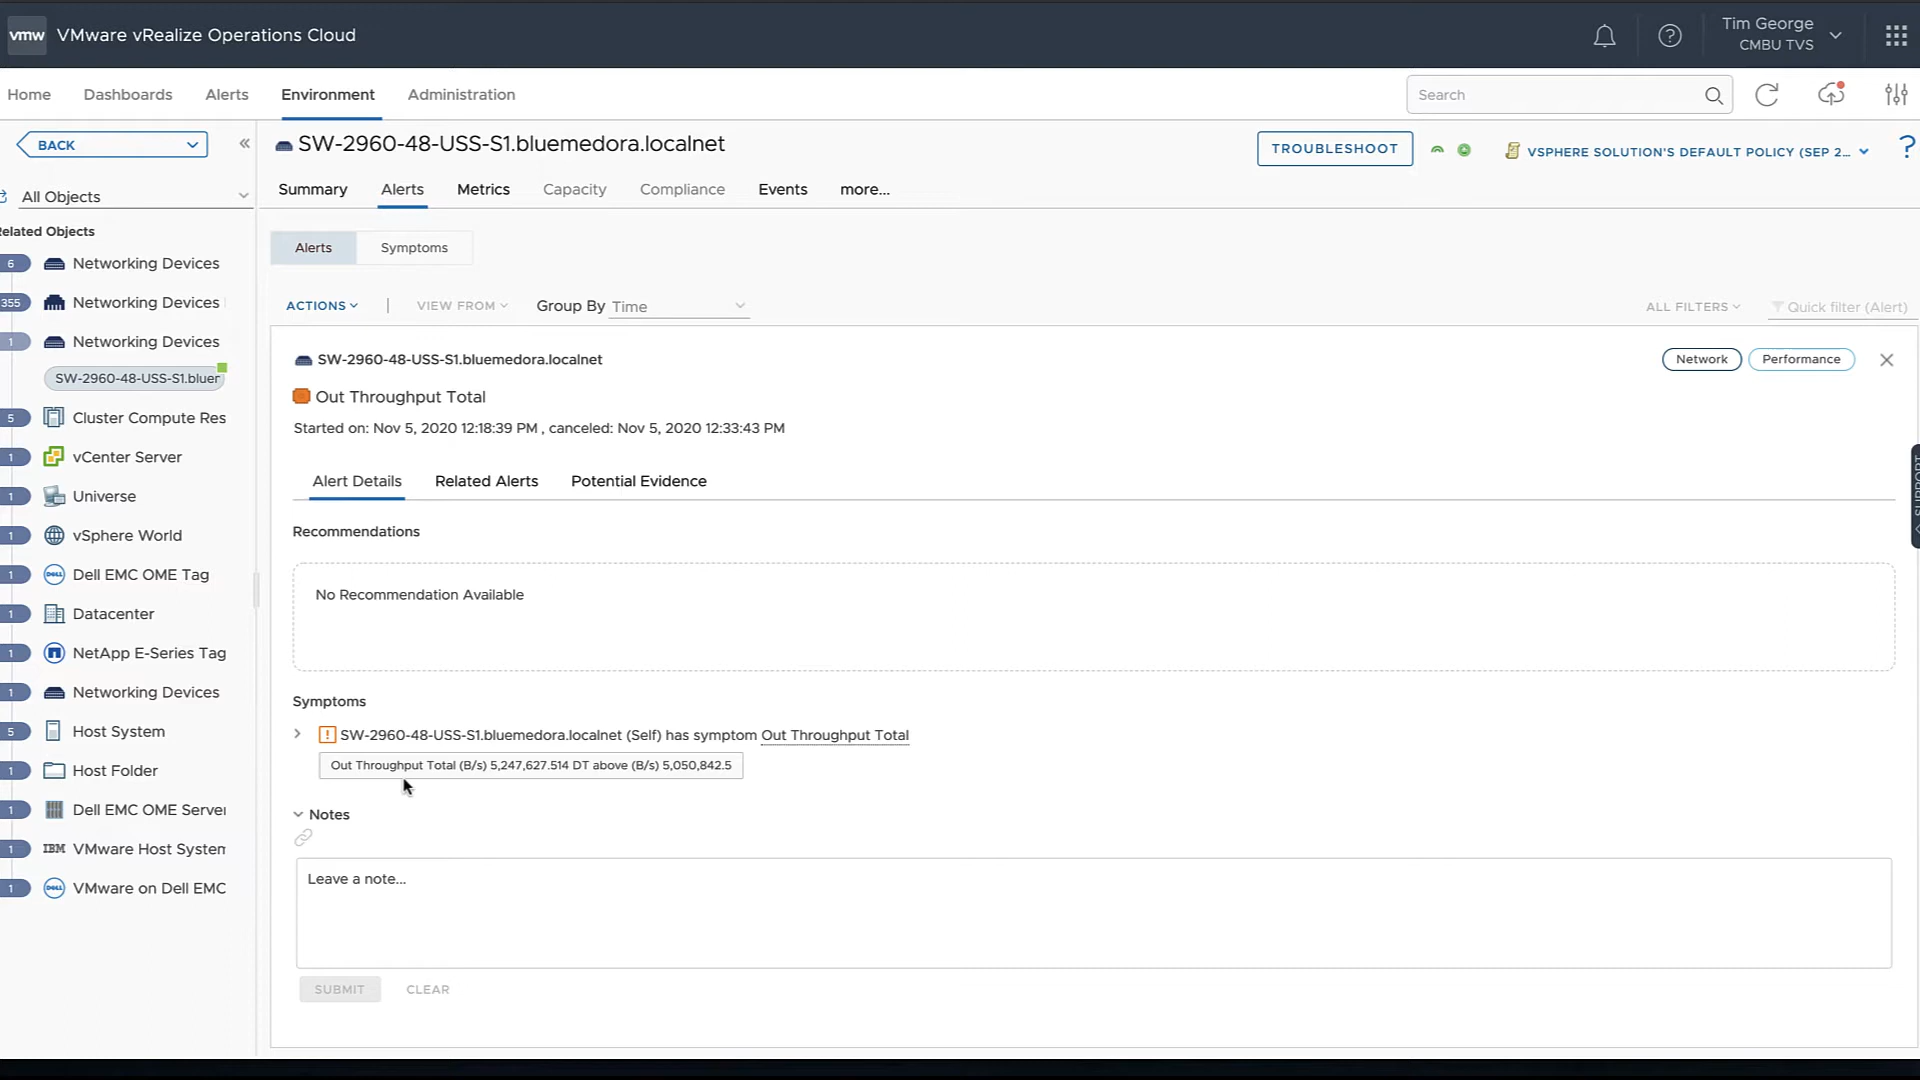 vmw VMware vRealize Operations Cloud
Tim George
CMBU TVS
Home Dashboards Alerts Environment Administration
Search
BACK
SW-2960-48-USS-S1.bluemedora.localnet
TROUBLESHOOT
VSPHERE SOLUTION'S DEFAULT POLICY (SEP 2...
?
All Objects
Summary Alerts Metrics Capacity Compliance Events more...
elated Objects
Alerts Symptoms
6 Networking Devices
355 Networking Devices
1 Networking Devices
SW-2960-48-USS-S1.bluer
5 Cluster Compute Res
1 vCenter Server
1 Universe
1 vSphere World
1 DELL Dell EMC OME Tag
1 Datacenter
1 NetApp E-Series Tag
1 Networking Devices
5 Host System
1 Host Folder
1 Dell EMC OME Server
1 IBM VMware Host System
1 DELL VMware on Dell EMC
ACTIONS | VIEW FROM Group By Time
ALL FILTERS Quick filter (Alert)
SW-2960-48-USS-S1.bluemedora.localnet
Network Performance
Out Throughput Total
Started on: Nov 5, 2020 12:18:39 PM , canceled: Nov 5, 2020 12:33:43 PM
Alert Details Related Alerts Potential Evidence
Recommendations
No Recommendation Available
Symptoms
SW-2960-48-USS-S1.bluemedora.localnet (Self) has symptom Out Throughput Total
Out Throughput Total (B/s) 5,247,627.514 DT above (B/s) 5,050,842.5
Notes
Leave a note...
SUBMIT CLEAR
SUPPORT